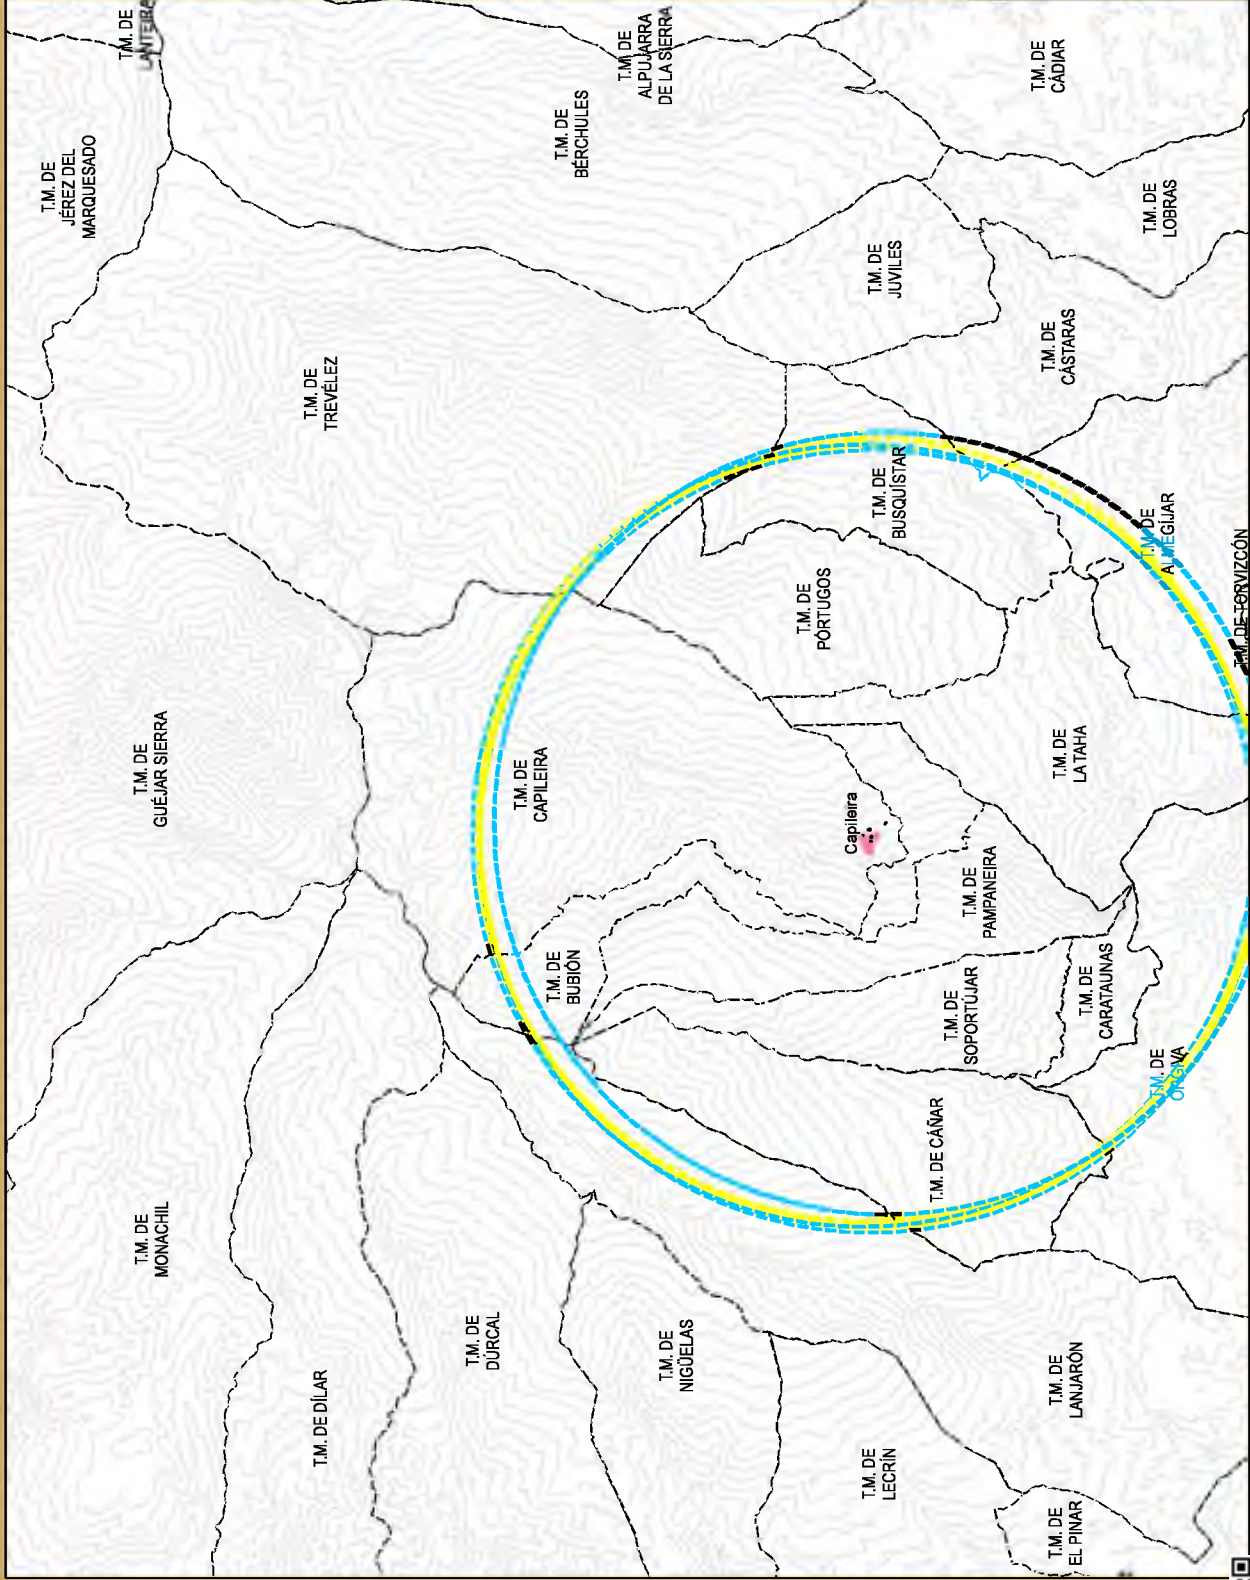 T.M. DE
LANTEIRA
T.M. DE
JÉREZ DEL
MARQUESADO
T.M. DE
ALPUJARRA
DE LA SIERRA
T.M. DE
BÉRCHULES
T.M. DE
CÁDIAR
T.M. DE
LOBRAS
T.M. DE
JUVILES
T.M. DE
CÁSTARAS
T.M. DE
TREVÉLEZ
T.M. DE
BUSQUÍSTAR
T.M. DE
ALMEGÍJAR
T.M. DE TORVIZCÓN
T.M. DE
PÓRTUGOS
T.M. DE
GUÉJAR SIERRA
T.M. DE
CAPILEIRA
T.M. DE
LA TAHA
Capileira
T.M. DE
PAMPANEIRA
T.M. DE
BUBIÓN
T.M. DE
SOPORTÚJAR
T.M. DE
CARATAUNAS
T.M. DE
ÓRGIVA
T.M. DE CÁÑAR
T.M. DE
MONACHIL
T.M. DE
DÚRCAL
T.M. DE
NIGÜELAS
T.M. DE
LANJARÓN
T.M. DE DÍLAR
T.M. DE
LECRÍN
T.M. DE
EL PINAR